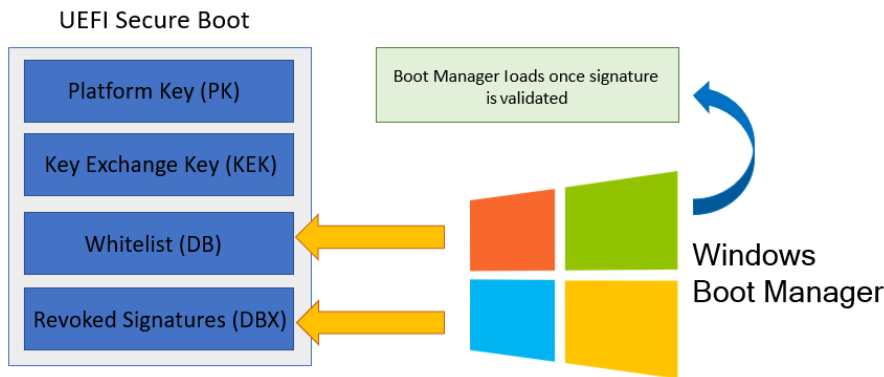 UEFI Secure Boot
Platform Key (PK)
Key Exchange Key (KEK)
Whitelist (DB)
Revoked Signatures (DBX)
Boot Manager loads once signature
is validated
Windows
Boot Manager